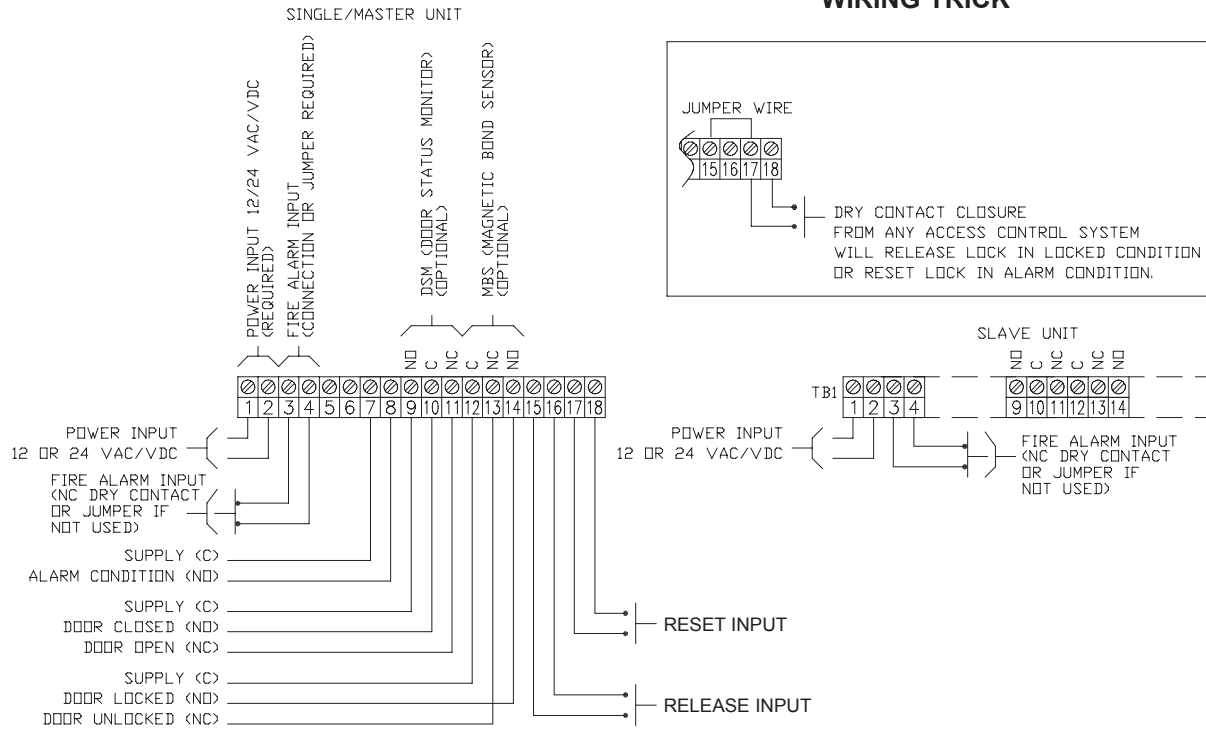 WIRING TRICK
SINGLE/MASTER UNIT
POWER INPUT 12/24 VAC/VDC
(REQUIRED)
FIRE ALARM INPUT
(CONNECTION OR JUMPER REQUIRED)
DSM (DOOR STATUS MONITOR)
(OPTIONAL)
MBS (MAGNETIC BOND SENSOR)
(OPTIONAL)
NO C NC C NC NO
1 2 3 4 5 6 7 8 9 10 11 12 13 14 15 16 17 18
POWER INPUT
12 OR 24 VAC/VDC
FIRE ALARM INPUT
(NC DRY CONTACT
OR JUMPER IF
NOT USED)
SUPPLY (C)
ALARM CONDITION (NO)
SUPPLY (C)
DOOR CLOSED (NO)
DOOR OPEN (NC)
SUPPLY (C)
DOOR LOCKED (NO)
DOOR UNLOCKED (NC)
RESET INPUT
RELEASE INPUT
JUMPER WIRE
15 16 17 18
DRY CONTACT CLOSURE
FROM ANY ACCESS CONTROL SYSTEM
WILL RELEASE LOCK IN LOCKED CONDITION
OR RESET LOCK IN ALARM CONDITION.
SLAVE UNIT
NO C NC C NC NO
TB1
1 2 3 4
9 10 11 12 13 14
POWER INPUT
12 OR 24 VAC/VDC
FIRE ALARM INPUT
(NC DRY CONTACT
OR JUMPER IF
NOT USED)